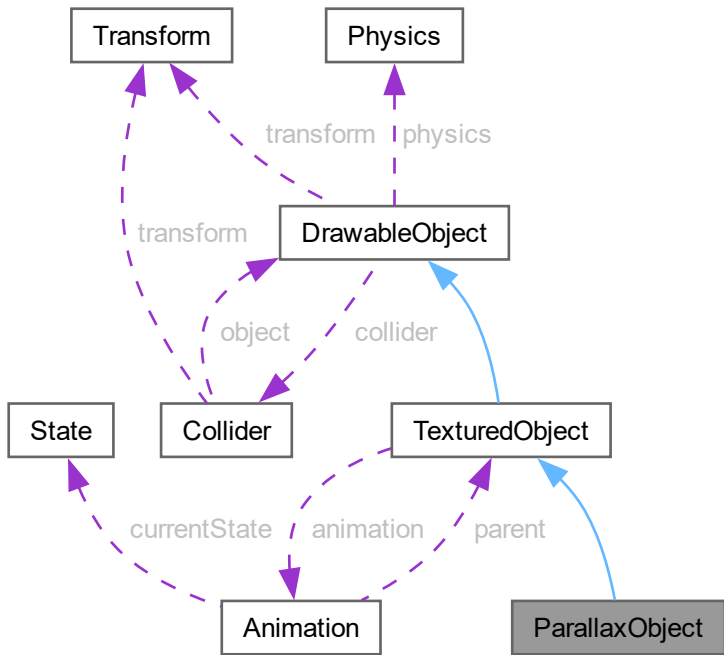 Transform
Physics
transform
physics
transform
DrawableObject
object
collider
State
Collider
TexturedObject
currentState
animation
parent
Animation
ParallaxObject